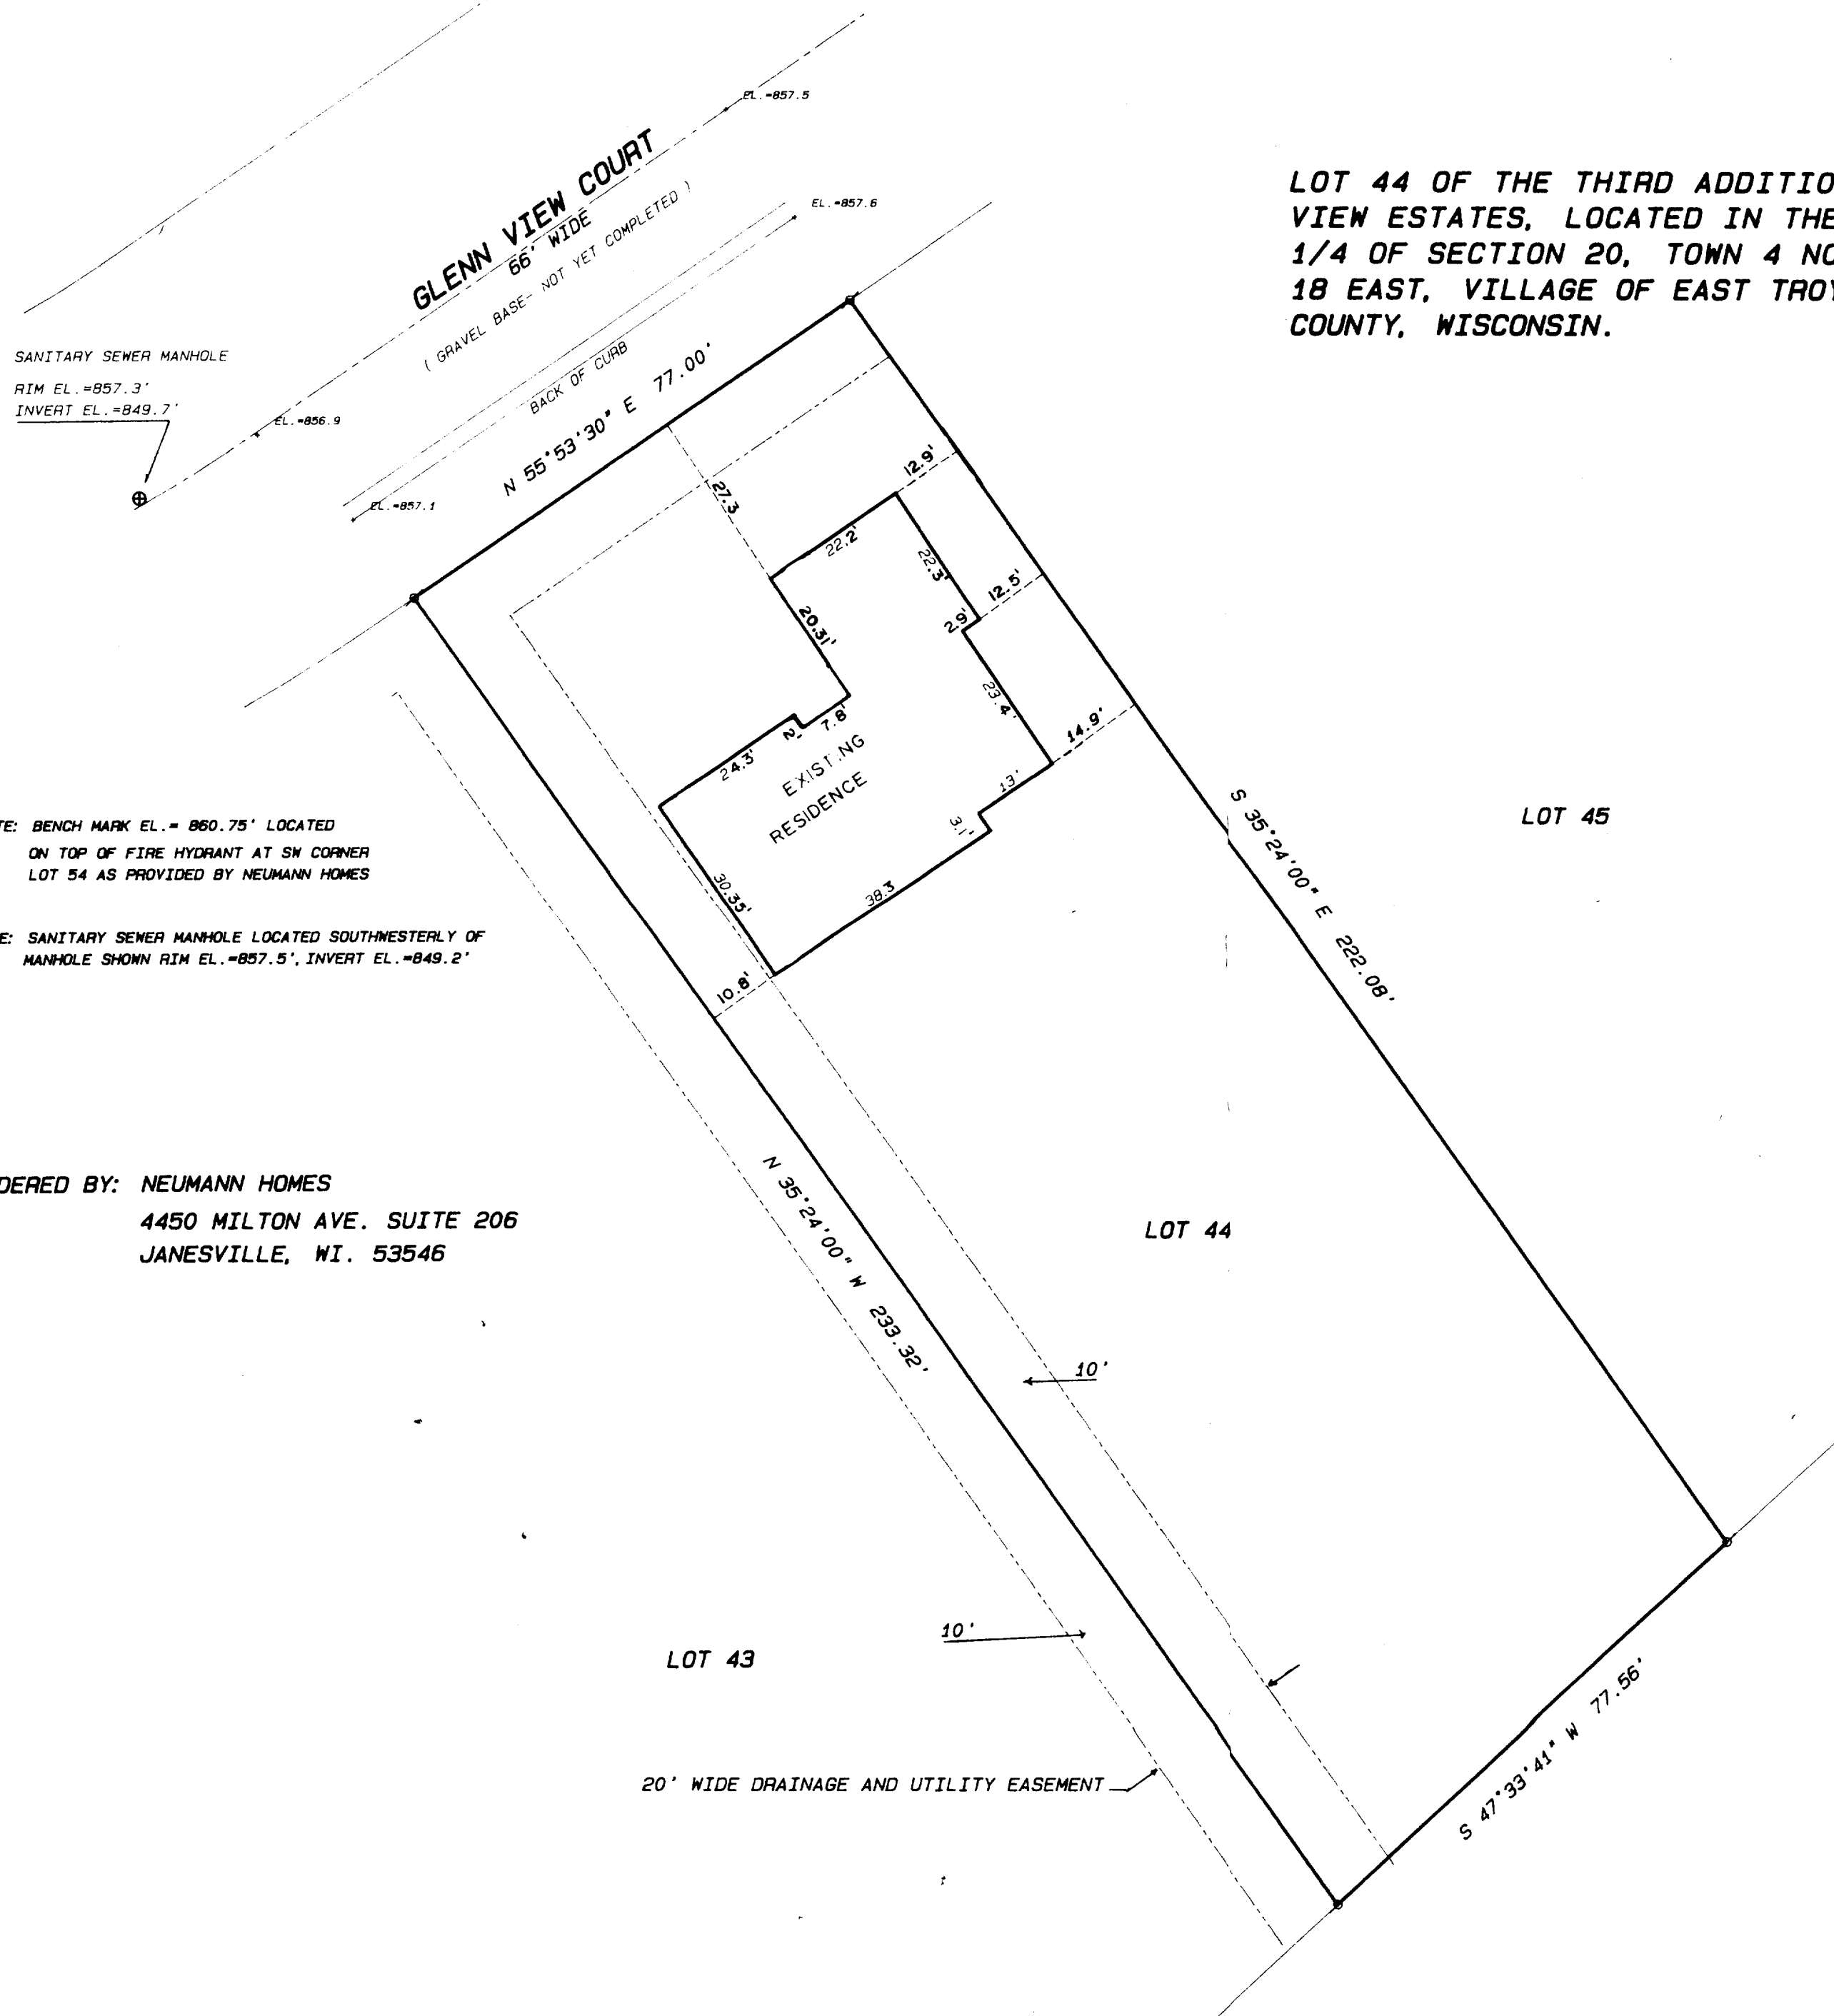 EL.=857.5
GLENN VIEW COURT
66' WIDE
( GRAVEL BASE- NOT YET COMPLETED )
EL.=857.6
LOT 44 OF THE THIRD ADDITIO
VIEW ESTATES, LOCATED IN THE
1/4 OF SECTION 20, TOWN 4 NO
18 EAST, VILLAGE OF EAST TROY
COUNTY, WISCONSIN.
SANITARY SEWER MANHOLE
RIM EL.=857.3'
INVERT EL.=849.7'
EL.=856.9
BACK OF CURB
EL.=857.1
N 55°53'30" E 77.00'
27.3
12.9'
22.2'
22.3'
12.5'
2.9'
20.31'
23.4'
14.9'
7.8'
2'
24.3'
EXISTING
RESIDENCE
13'
3.1'
38.3
30.35'
10.8'
S 35°24'00" E 222.08'
LOT 45
TE: BENCH MARK EL.= 860.75' LOCATED
ON TOP OF FIRE HYDRANT AT SW CORNER
LOT 54 AS PROVIDED BY NEUMANN HOMES
E: SANITARY SEWER MANHOLE LOCATED SOUTHWESTERLY OF
MANHOLE SHOWN RIM EL.=857.5', INVERT EL.=849.2'
DERED BY: NEUMANN HOMES
4450 MILTON AVE. SUITE 206
JANESVILLE, WI. 53546
N 35°24'00" W 233.32'
LOT 44
10'
10'
LOT 43
20' WIDE DRAINAGE AND UTILITY EASEMENT
S 47°33'41" W 77.56'